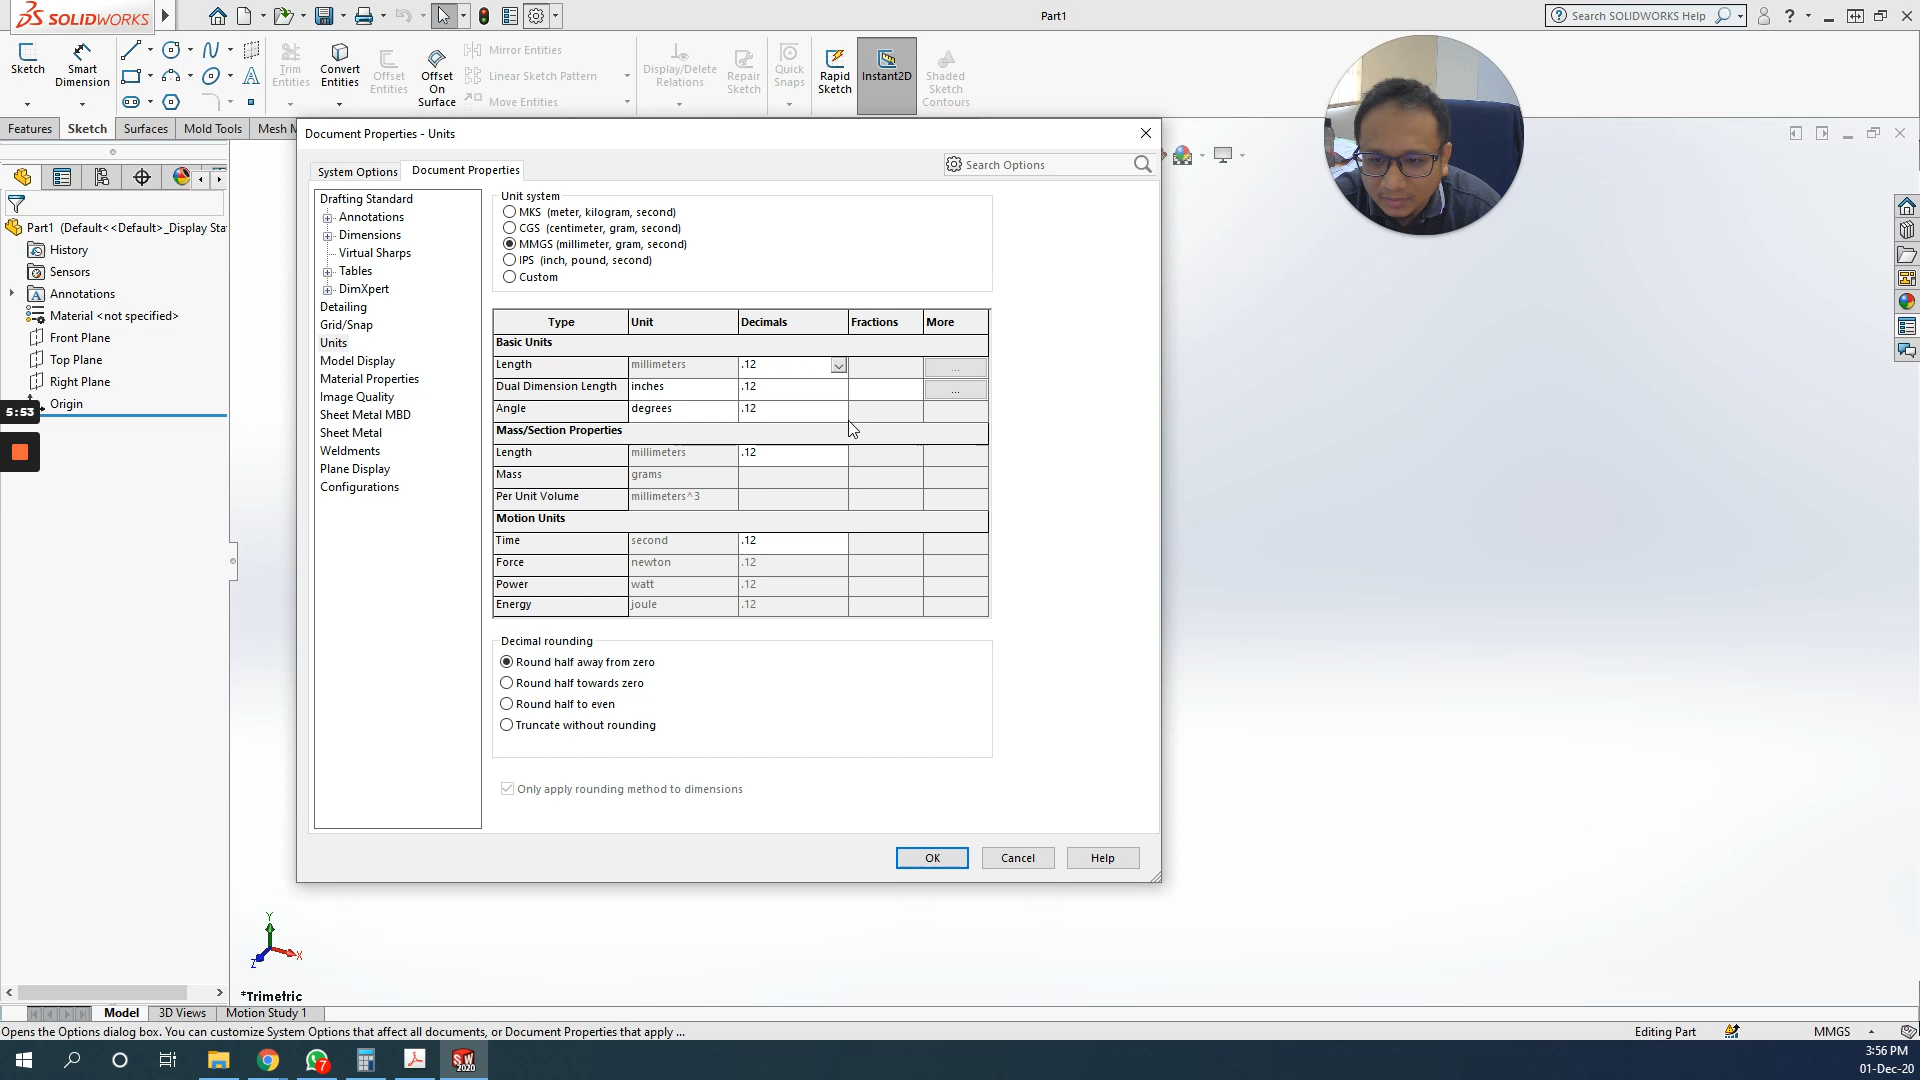 SOLIDWORKS
Part1
Search SOLIDWORKS Help
?
Sketch
Smart Dimension
Trim Entities
Convert Entities
Offset Entities
Offset On Surface
Mirror Entities
Linear Sketch Pattern
Move Entities
Display/Delete Relations
Repair Sketch
Quick Snaps
Rapid Sketch
Instant2D
Shaded Sketch Contours
Features
Sketch
Surfaces
Mold Tools
Mesh M
Document Properties - Units
System Options
Document Properties
Search Options
Part1 (Default<<Default>_Display Sta
History
Sensors
Annotations
Material <not specified>
Front Plane
Top Plane
Right Plane
Origin
5:53
Drafting Standard
Annotations
Dimensions
Virtual Sharps
Tables
DimXpert
Detailing
Grid/Snap
Units
Model Display
Material Properties
Image Quality
Sheet Metal MBD
Sheet Metal
Weldments
Plane Display
Configurations
Unit system
MKS (meter, kilogram, second)
CGS (centimeter, gram, second)
MMGS (millimeter, gram, second)
IPS (inch, pound, second)
Custom
Type Unit Decimals Fractions More
Basic Units
Length millimeters .12 ...
Dual Dimension Length inches .12 ...
Angle degrees .12
Mass/Section Properties
Length millimeters .12
Mass grams
Per Unit Volume millimeters^3
Motion Units
Time second .12
Force newton .12
Power watt .12
Energy joule .12
Decimal rounding
Round half away from zero
Round half towards zero
Round half to even
Truncate without rounding
Only apply rounding method to dimensions
OK
Cancel
Help
Y
X
Z
*Trimetric
Model
3D Views
Motion Study 1
Opens the Options dialog box. You can customize System Options that affect all documents, or Document Properties that apply ...
Editing Part
MMGS
7
SW
2020
3:56 PM
01-Dec-20